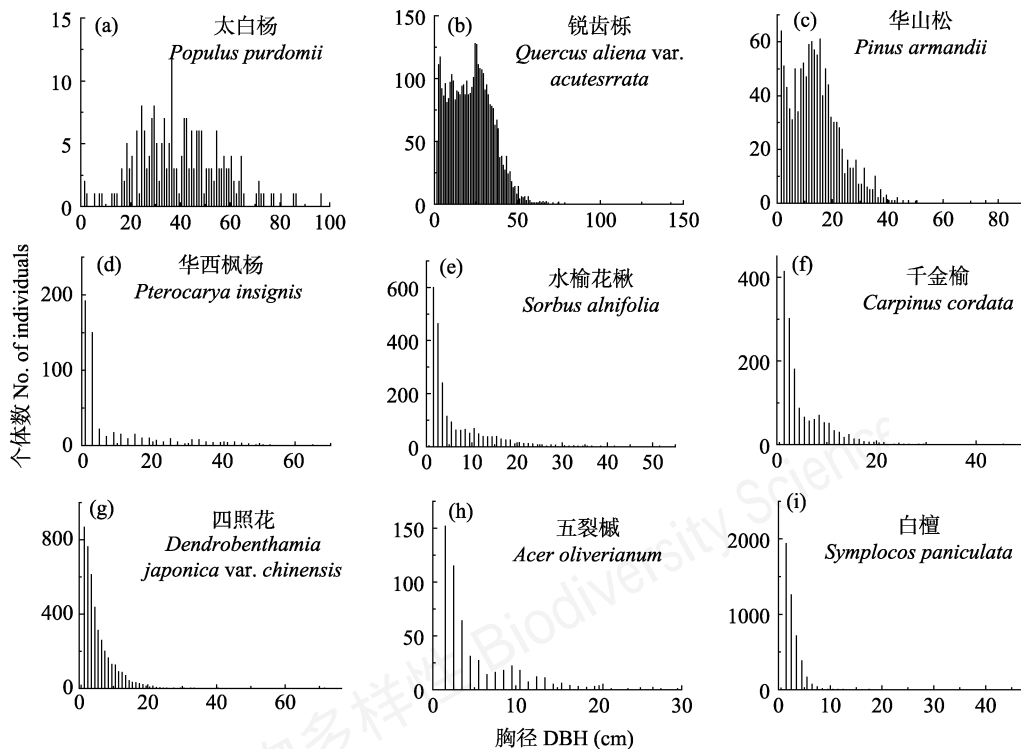 (a)
太白杨
Populus purdomii
15
10
5
0
0 20 40 60 80 100
(b)
锐齿栎
Quercus aliena var.
acutesrrata
150
100
50
0
0 50 100 150
(c)
华山松
Pinus armandii
60
40
20
0
0 20 40 60 80
(d)
华西枫杨
Pterocarya insignis
200
100
0
0 20 40 60
(e)
水榆花楸
Sorbus alnifolia
600
400
200
0
0 10 20 30 40 50
(f)
千金榆
Carpinus cordata
400
200
0
0 20 40
(g)
四照花
Dendrobenthamia
japonica var. chinensis
800
400
0
0 20 40 60
(h)
五裂槭
Acer oliverianum
150
100
50
0
0 10 20 30
(i)
白檀
Symplocos paniculata
2000
1000
0
0 10 20 30 40
个体数 No. of individuals
胸径 DBH (cm)
多样性 Biodiversity Science